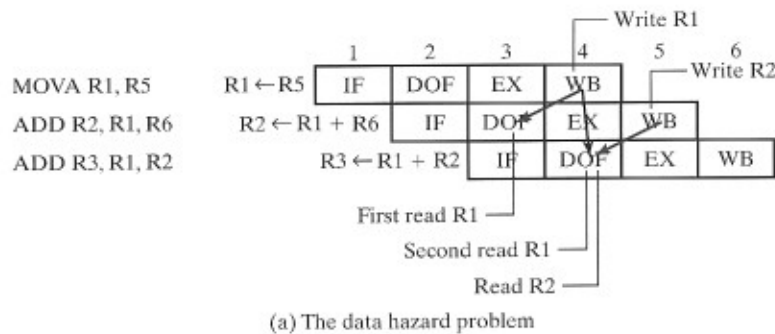 Write R1
1 2 3 4 5 6
Write R2
MOVA R1, R5 R1 ← R5 IF DOF EX WB
ADD R2, R1, R6 R2 ← R1 + R6 IF DOF EX WB
ADD R3, R1, R2 R3 ← R1 + R2 IF DOF EX WB
First read R1
Second read R1
Read R2
(a) The data hazard problem